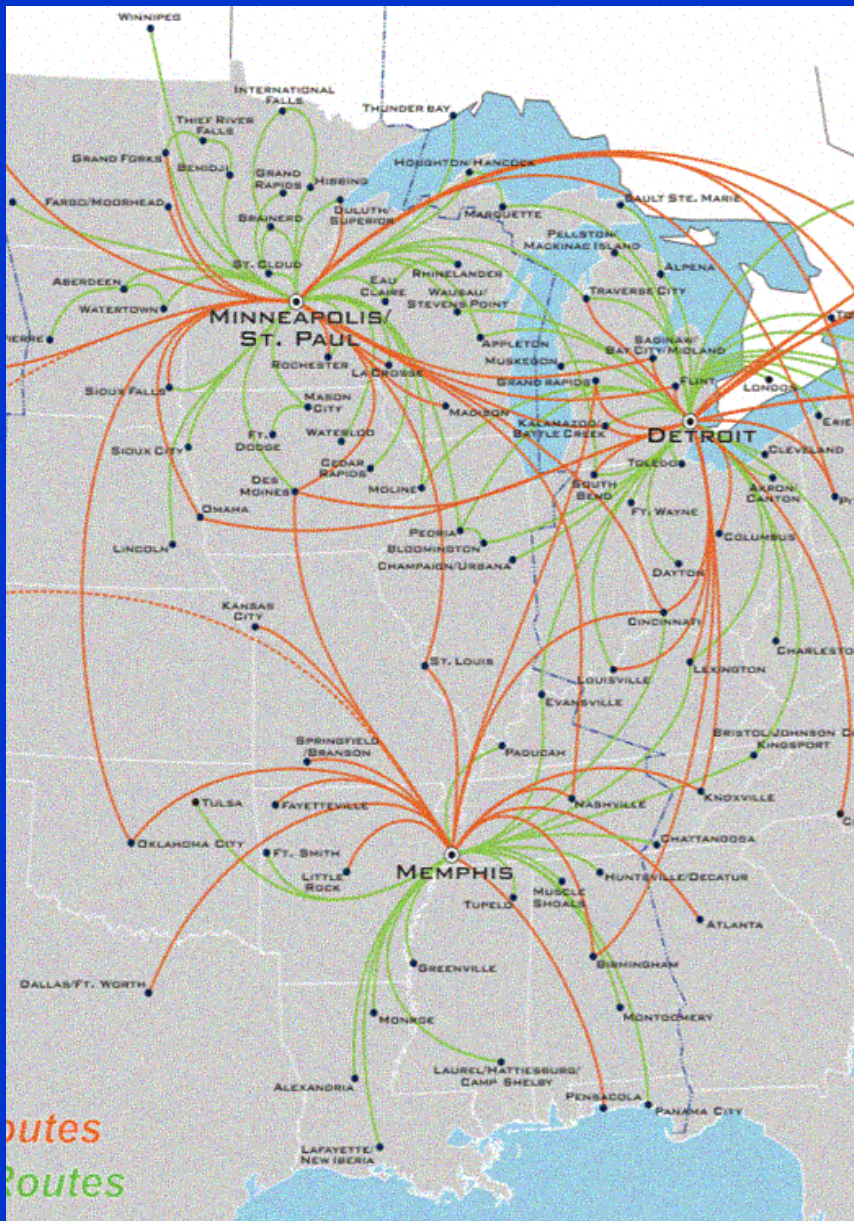 WINNIPEG
INTERNATIONAL
FALLS
THUNDER BAY
THIEF RIVER
FALLS
GRAND FORKS
BEMIDJI
GRAND
RAPIDS
HIBBING
HOUGHTON/HANCOCK
FARGO/MOORHEAD
DULUTH/
SUPERIOR
SAULT STE. MARIE
MARQUETTE
BRAINERD
PELLSTON/
MACKINAC ISLAND
ST. CLOUD
RHINELANDER
ALPENA
ABERDEEN
EAU
CLAIRE
WAUSAU/
STEVENS POINT
TRAVERSE CITY
WATERTOWN
MINNEAPOLIS/
ST. PAUL
PIERRE
APPLETON
SAGINAW/
BAY CITY/MIDLAND
MUSKEGON
ROCHESTER
LA CROSSE
GRAND RAPIDS
FLINT
LONDON
SIOUX FALLS
MASON
CITY
MADISON
KALAMAZOO/
BATTLE CREEK
DETROIT
ERIE
SIOUX CITY
FT.
DODGE
WATERLOO
CLEVELAND
CEDAR
RAPIDS
TOLEDO
DES
MOINES
MOLINE
SOUTH
BEND
AKRON/
CANTON
OMAHA
FT. WAYNE
PEORIA
COLUMBUS
LINCOLN
BLOOMINGTON
CHAMPAIGN/URBANA
DAYTON
KANSAS
CITY
CINCINNATI
CHARLESTO
ST. LOUIS
LOUISVILLE
LEXINGTON
EVANSVILLE
BRISTOL/JOHNSON C
KINGSPORT
SPRINGFIELD
/BRANSON
PADUCAH
TULSA
FAYETTEVILLE
NASHVILLE
KNOXVILLE
OKLAHOMA CITY
FT. SMITH
CHATTANOOGA
MEMPHIS
LITTLE
ROCK
HUNTSVILLE/DECATUR
MUSCLE
SHOALS
TUPELO
ATLANTA
GREENVILLE
BIRMINGHAM
DALLAS/FT. WORTH
MONROE
MONTGOMERY
LAUREL/HATTIESBURG/
CAMP SHELBY
ALEXANDRIA
PENSACOLA
PANAMA CITY
outes
LAFAYETTE/
NEW IBERIA
Routes